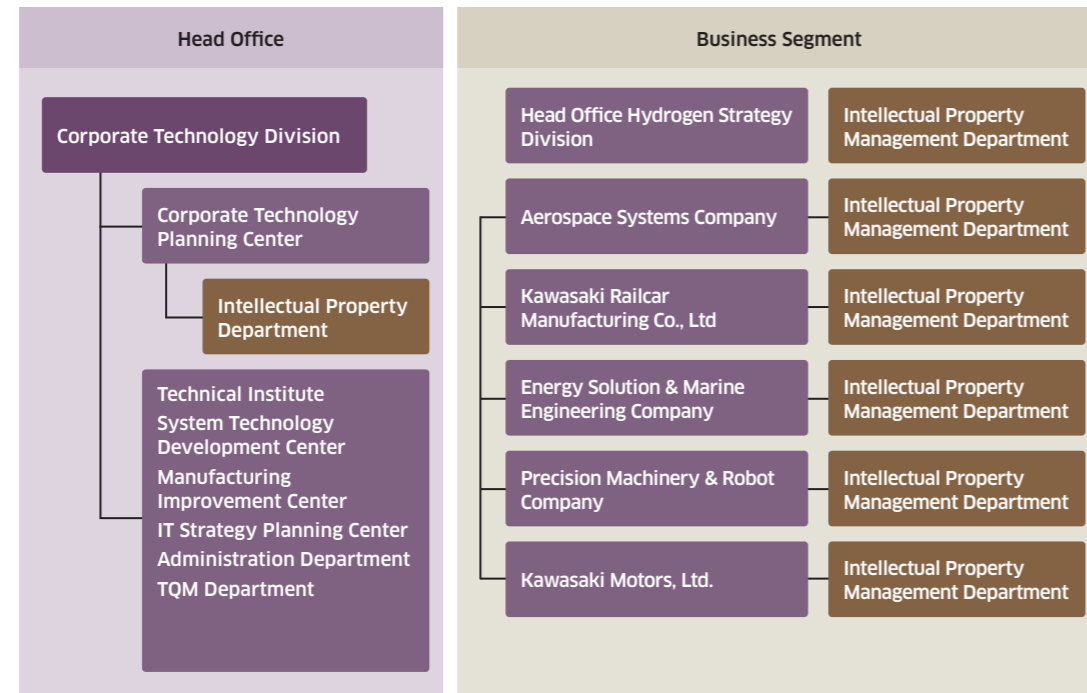 Head Office
Corporate Technology Division
Corporate Technology
Planning Center
Intellectual Property
Department
Technical Institute
System Technology
Development Center
Manufacturing
Improvement Center
IT Strategy Planning Center
Administration Department
TQM Department
Business Segment
Head Office Hydrogen Strategy
Division
Intellectual Property
Management Department
Aerospace Systems Company
Intellectual Property
Management Department
Kawasaki Railcar
Manufacturing Co., Ltd
Intellectual Property
Management Department
Energy Solution & Marine
Engineering Company
Intellectual Property
Management Department
Precision Machinery & Robot
Company
Intellectual Property
Management Department
Kawasaki Motors, Ltd.
Intellectual Property
Management Department